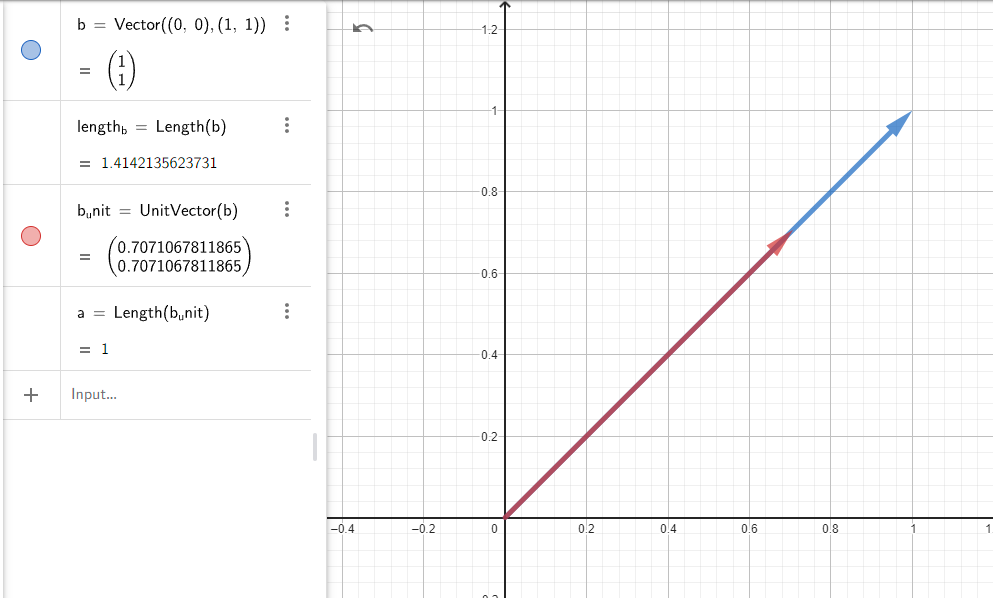 b = Vector((0, 0), (1, 1))
= (1
1)
length_b = Length(b)
= 1.4142135623731
b_unit = UnitVector(b)
= (0.7071067811865
0.7071067811865)
a = Length(b_unit)
= 1
+ Input...
1.2
1
0.8
0.6
0.4
0.2
−0.4 −0.2 0 0.2 0.4 0.6 0.8 1